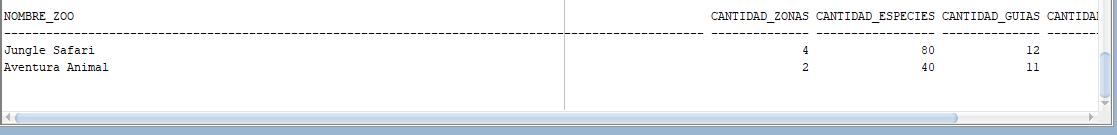 NOMBRE_ZOO CANTIDAD_ZONAS CANTIDAD_ESPECIES CANTIDAD_GUIAS
Jungle Safari 4 80 12
Aventura Animal 2 40 11